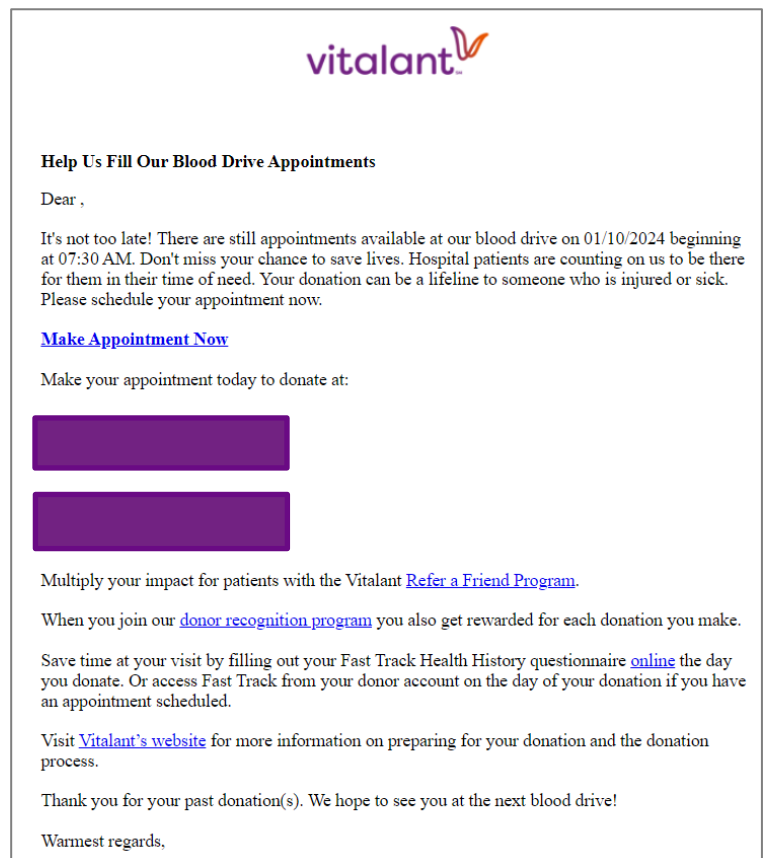 vitalant
Help Us Fill Our Blood Drive Appointments
Dear ,
It's not too late! There are still appointments available at our blood drive on 01/10/2024 beginning
at 07:30 AM. Don't miss your chance to save lives. Hospital patients are counting on us to be there
for them in their time of need. Your donation can be a lifeline to someone who is injured or sick.
Please schedule your appointment now.
Make Appointment Now
Make your appointment today to donate at:
Multiply your impact for patients with the Vitalant Refer a Friend Program.
When you join our donor recognition program you also get rewarded for each donation you make.
Save time at your visit by filling out your Fast Track Health History questionnaire online the day
you donate. Or access Fast Track from your donor account on the day of your donation if you have
an appointment scheduled.
Visit Vitalant’s website for more information on preparing for your donation and the donation
process.
Thank you for your past donation(s). We hope to see you at the next blood drive!
Warmest regards,